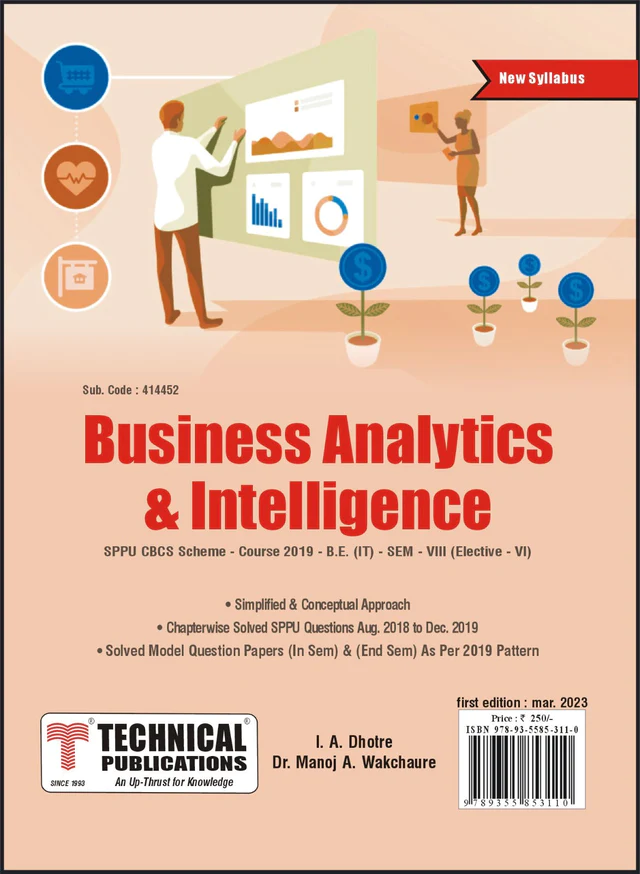 New Syllabus
Sub. Code : 414452
Business Analytics
& Intelligence
SPPU CBCS Scheme - Course 2019 - B.E. (IT) - SEM - VIII (Elective - VI)
• Simplified & Conceptual Approach
• Chapterwise Solved SPPU Questions Aug. 2018 to Dec. 2019
• Solved Model Question Papers (In Sem) & (End Sem) As Per 2019 Pattern
first edition : mar. 2023
Price : ₹ 250/-
ISBN 978-93-5585-311-0
9 789355 853110
®
TECHNICAL®
PUBLICATIONS
SINCE 1993
An Up-Thrust for Knowledge
I. A. Dhotre
Dr. Manoj A. Wakchaure